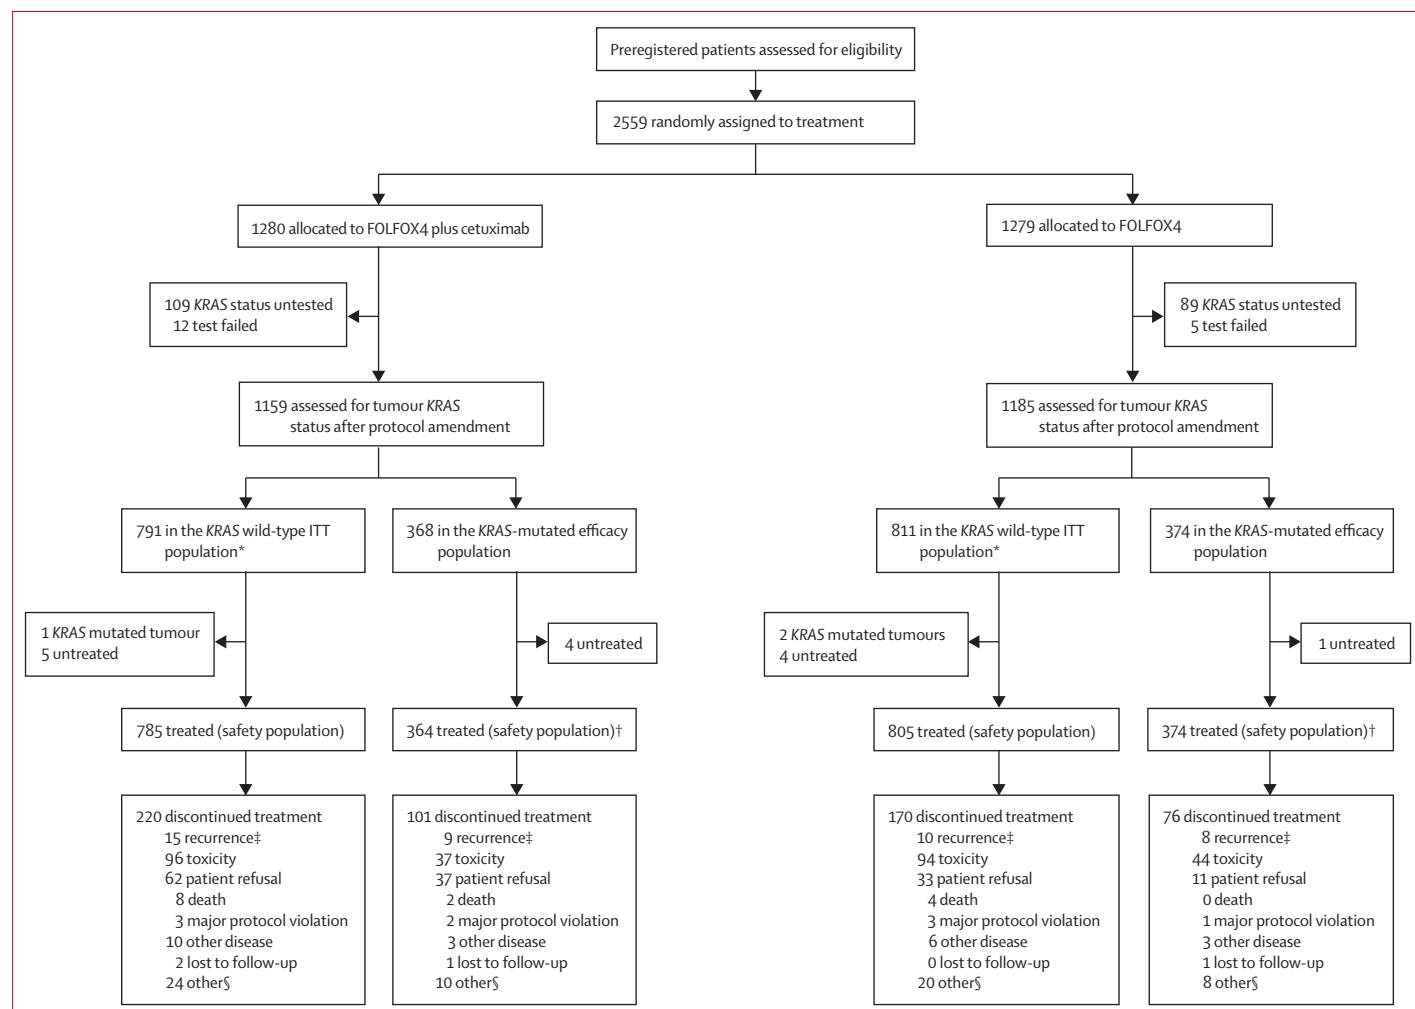 Preregistered patients assessed for eligibility
2559 randomly assigned to treatment
1280 allocated to FOLFOX4 plus cetuximab
1279 allocated to FOLFOX4
109 KRAS status untested
12 test failed
89 KRAS status untested
5 test failed
1159 assessed for tumour KRAS
status after protocol amendment
1185 assessed for tumour KRAS
status after protocol amendment
791 in the KRAS wild-type ITT
population*
368 in the KRAS-mutated efficacy
population
811 in the KRAS wild-type ITT
population*
374 in the KRAS-mutated efficacy
population
1 KRAS mutated tumour
5 untreated
4 untreated
2 KRAS mutated tumours
4 untreated
1 untreated
785 treated (safety population)
364 treated (safety population)†
805 treated (safety population)
374 treated (safety population)†
220 discontinued treatment
15 recurrence‡
96 toxicity
62 patient refusal
8 death
3 major protocol violation
10 other disease
2 lost to follow-up
24 other§
101 discontinued treatment
9 recurrence‡
37 toxicity
37 patient refusal
2 death
2 major protocol violation
3 other disease
1 lost to follow-up
10 other§
170 discontinued treatment
10 recurrence‡
94 toxicity
33 patient refusal
4 death
3 major protocol violation
6 other disease
0 lost to follow-up
20 other§
76 discontinued treatment
8 recurrence‡
44 toxicity
11 patient refusal
0 death
1 major protocol violation
3 other disease
1 lost to follow-up
8 other§